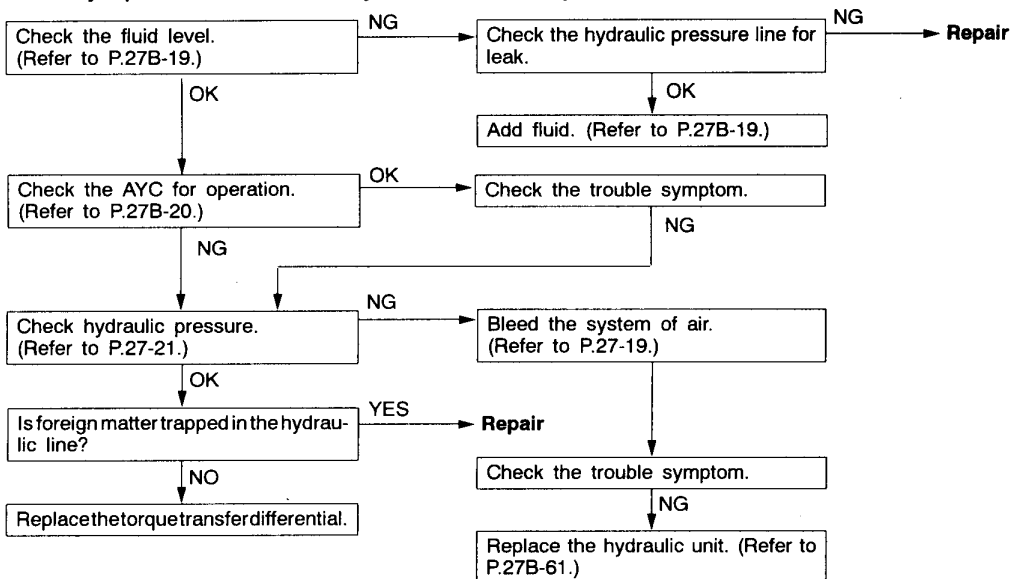 Check the fluid level.
(Refer to P.27B-19.)
NG
Check the hydraulic pressure line for
leak.
NG
Repair
OK
OK
Add fluid. (Refer to P.27B-19.)
Check the AYC for operation.
(Refer to P.27B-20.)
OK
Check the trouble symptom.
NG
NG
Check hydraulic pressure.
(Refer to P.27-21.)
NG
Bleed the system of air.
(Refer to P.27-19.)
OK
Is foreign matter trapped in the hydrau-
lic line?
YES
Repair
NO
Check the trouble symptom.
Replace the torque transfer differential.
NG
Replace the hydraulic unit. (Refer to
P.27B-61.)